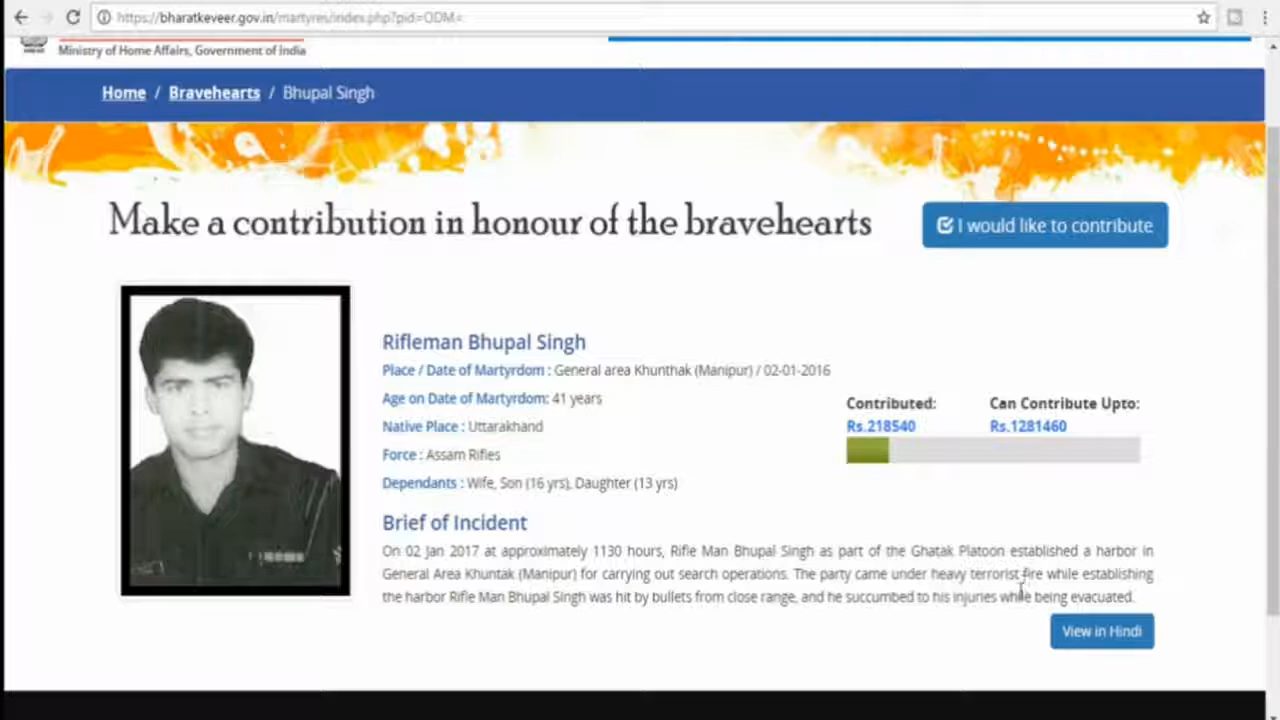 https://bharatkeveer.gov.in/martyres/index.php?pid=ODM=
Ministry of Home Affairs, Government of India
Home / Bravehearts / Bhupal Singh
Make a contribution in honour of the bravehearts
I would like to contribute
Rifleman Bhupal Singh
Place / Date of Martyrdom : General area Khunthak (Manipur) / 02-01-2016
Age on Date of Martyrdom: 41 years
Native Place : Uttarakhand
Force : Assam Rifles
Dependants : Wife, Son (16 yrs), Daughter (13 yrs)
Contributed: Can Contribute Upto:
Rs.218540 Rs.1281460
Brief of Incident
On 02 Jan 2017 at approximately 1130 hours, Rifle Man Bhupal Singh as part of the Ghatak Platoon established a harbor in
General Area Khuntak (Manipur) for carrying out search operations. The party came under heavy terrorist fire while establishing
the harbor Rifle Man Bhupal Singh was hit by bullets from close range, and he succumbed to his injuries while being evacuated.
View in Hindi